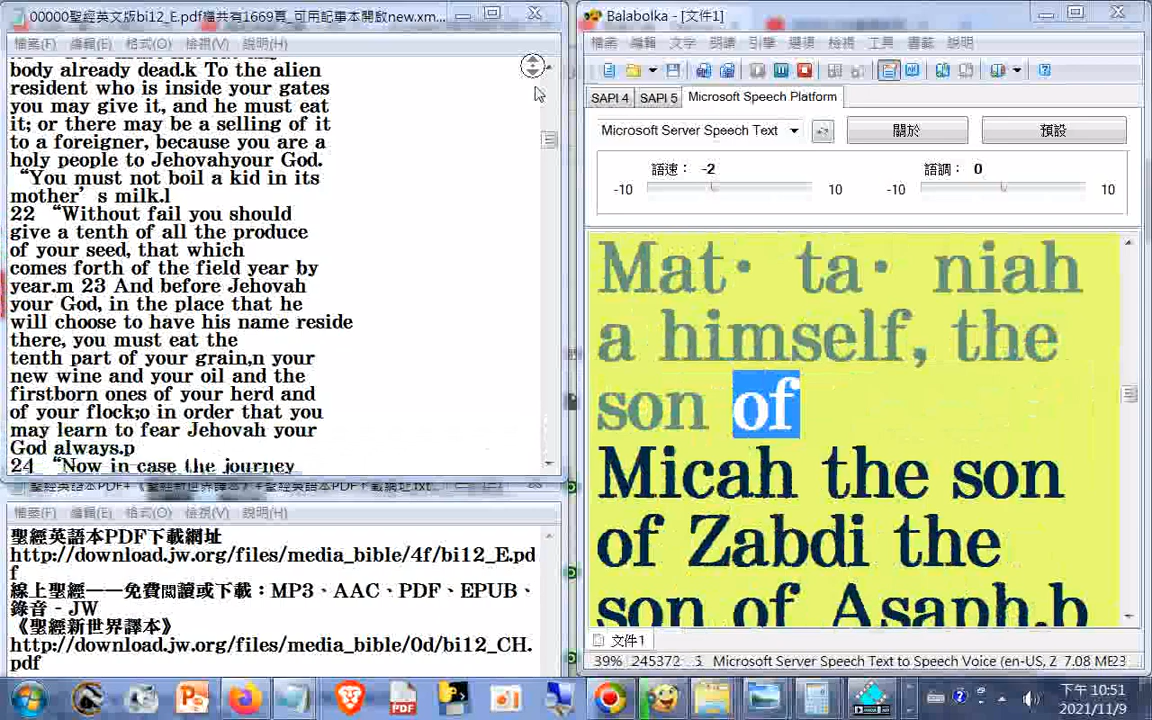 00000聖經英文版bi12_E.pdf檔共有1669頁_可用記事本開啟new.xm...
檔案(F) 編輯(E) 格式(O) 檢視(V) 說明(H)
body already dead.k To the alien
resident who is inside your gates
you may give it, and he must eat
it; or there may be a selling of it
to a foreigner, because you are a
holy people to Jehovahyour God.
“You must not boil a kid in its
mother’s milk.l
22 “Without fail you should
give a tenth of all the produce
of your seed, that which
comes forth of the field year by
year.m 23 And before Jehovah
your God, in the place that he
will choose to have his name reside
there, you must eat the
tenth part of your grain,n your
new wine and your oil and the
firstborn ones of your herd and
of your flock;o in order that you
may learn to fear Jehovah your
God always.p
24 “Now in case the journey
檔案(F) 編輯(E) 格式(O) 檢視(V) 說明(H)
聖經英語本PDF下載網址
http://download.jw.org/files/media_bible/4f/bi12_E.pd
f
線上聖經——免費閱讀或下載：MP3、AAC、PDF、EPUB、
錄音 - JW
《聖經新世界譯本》
http://download.jw.org/files/media_bible/0d/bi12_CH.
pdf
Balabolka - [文件1]
檔案 編輯 文字 朗讀 引擎 選項 檢視 工具 書籤 說明
SAPI 4 SAPI 5 Microsoft Speech Platform
Microsoft Server Speech Text 關於 預設
語速： -2 語調： 0
-10 10 -10 10
Mat· ta· niah
a himself, the
son of
Micah the son
of Zabdi the
son of Asaph.b
文件1
39% 245372 Microsoft Server Speech Text to Speech Voice (en-US, Z 7.08 ME23
下午 10:51
2021/11/9